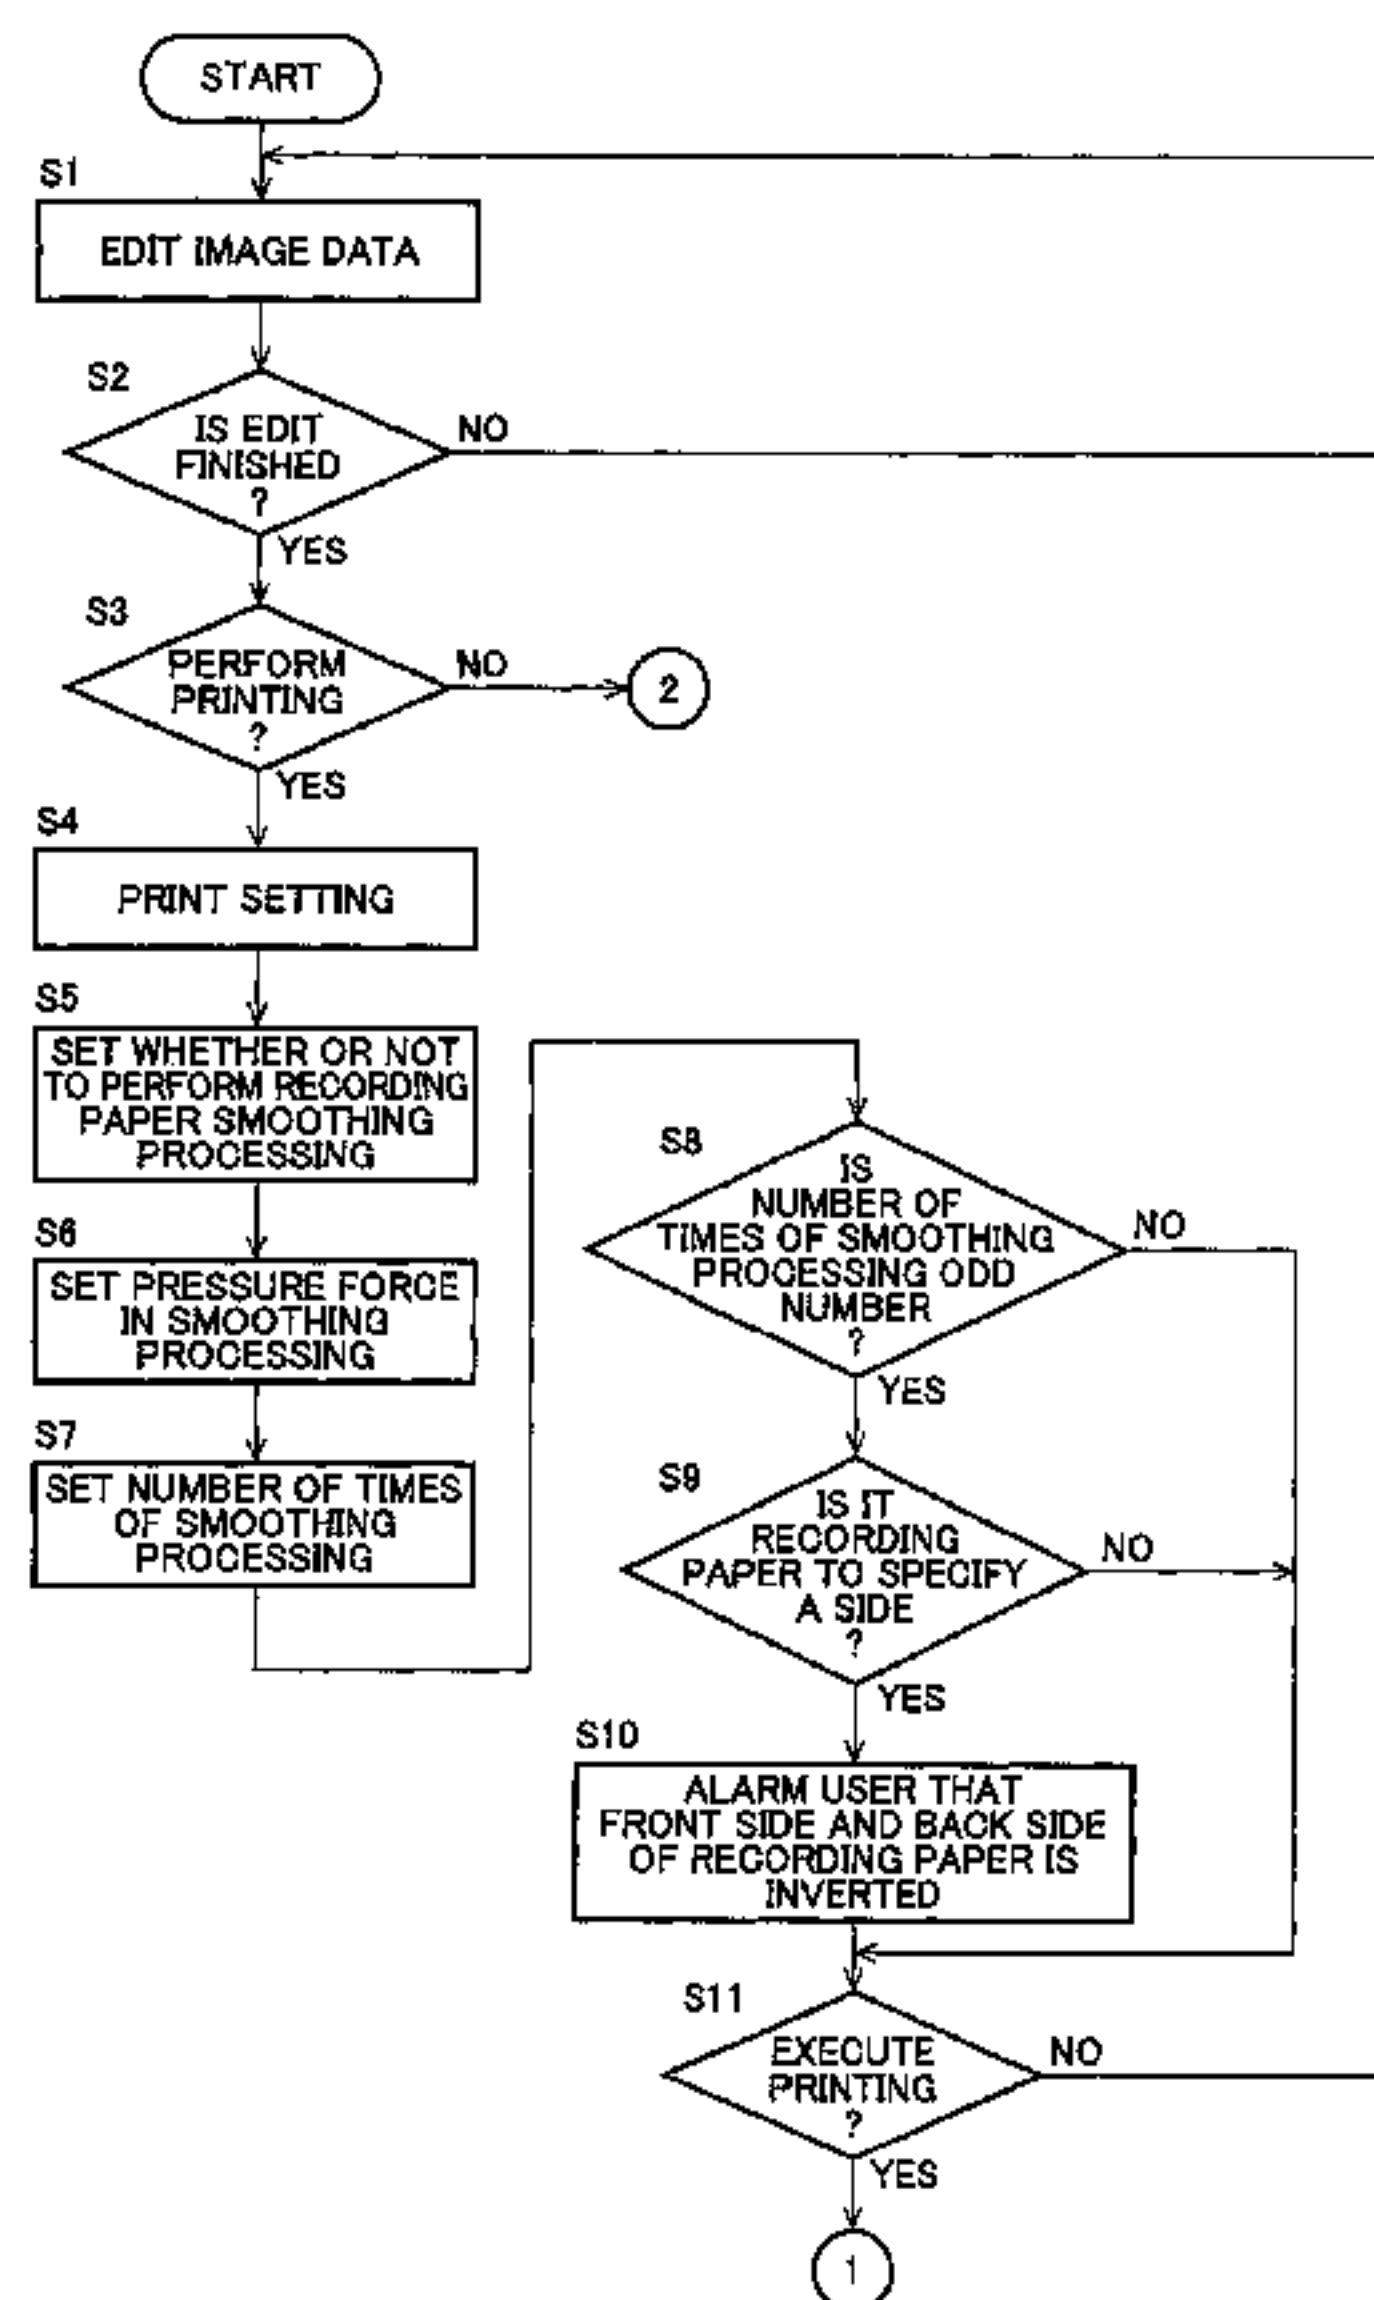 START
S1
EDIT IMAGE DATA
S2
IS EDIT
FINISHED
?
NO
YES
S3
PERFORM
PRINTING
?
NO
2
YES
S4
PRINT SETTING
S5
SET WHETHER OR NOT
TO PERFORM RECORDING
PAPER SMOOTHING
PROCESSING
S6
SET PRESSURE FORCE
IN SMOOTHING
PROCESSING
S7
SET NUMBER OF TIMES
OF SMOOTHING
PROCESSING
S8
IS
NUMBER OF
TIMES OF SMOOTHING
PROCESSING ODD
NUMBER
?
NO
YES
S9
IS IT
RECORDING
PAPER TO SPECIFY
A SIDE
?
NO
YES
S10
ALARM USER THAT
FRONT SIDE AND BACK SIDE
OF RECORDING PAPER IS
INVERTED
S11
EXECUTE
PRINTING
?
NO
YES
1